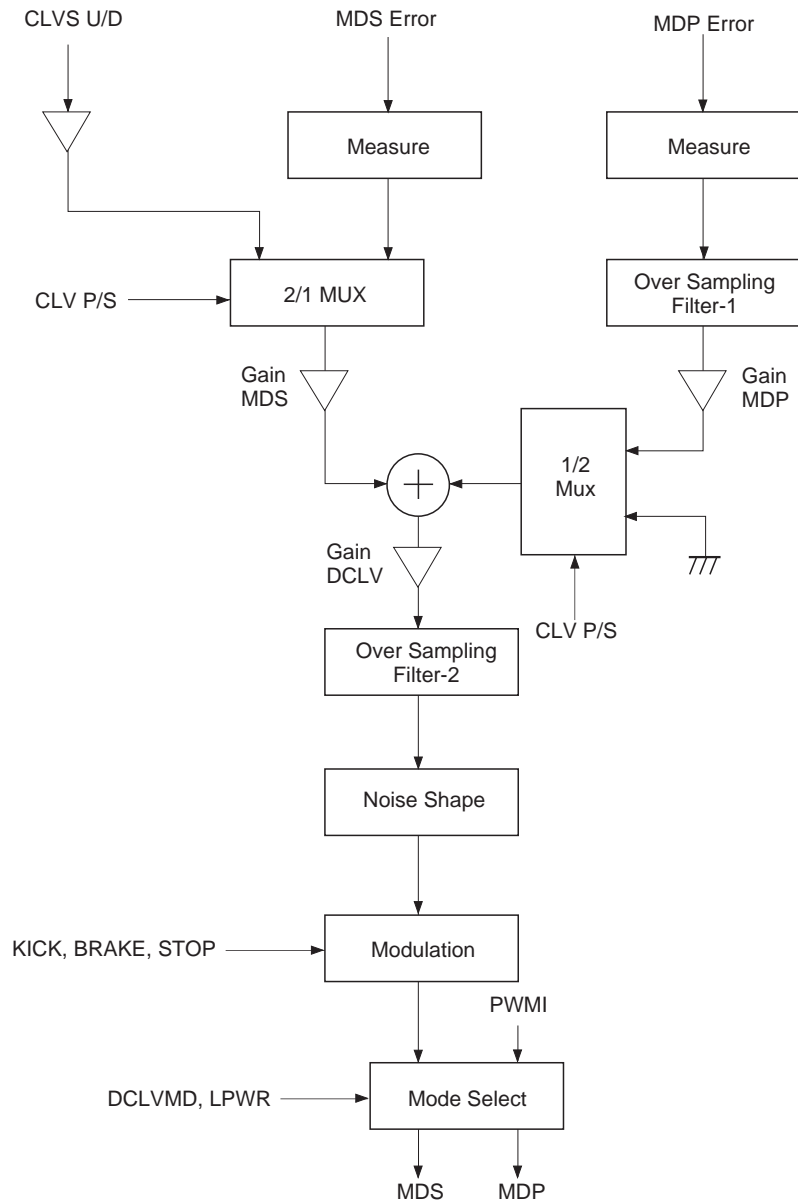 CLVS U/D
MDS Error
MDP Error
Measure
Measure
CLV P/S
2/1 MUX
Over Sampling
Filter-1
Gain
MDS
Gain
MDP
1/2
Mux
Gain
DCLV
CLV P/S
Over Sampling
Filter-2
Noise Shape
KICK, BRAKE, STOP
Modulation
PWMI
DCLVMD, LPWR
Mode Select
MDS
MDP